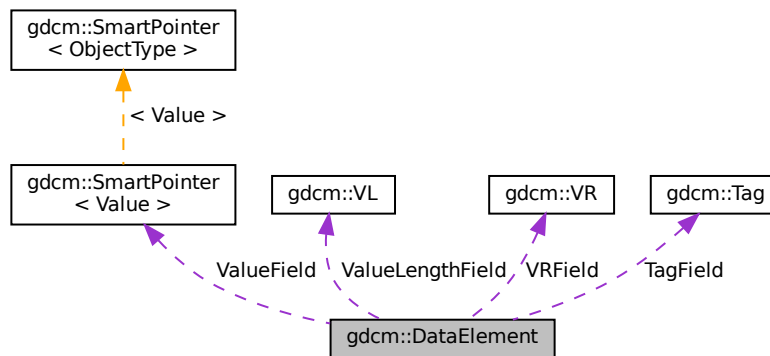 gdcm::SmartPointer
< ObjectType >
< Value >
gdcm::SmartPointer
< Value >
gdcm::VL
gdcm::VR
gdcm::Tag
ValueField
ValueLengthField
VRField
TagField
gdcm::DataElement